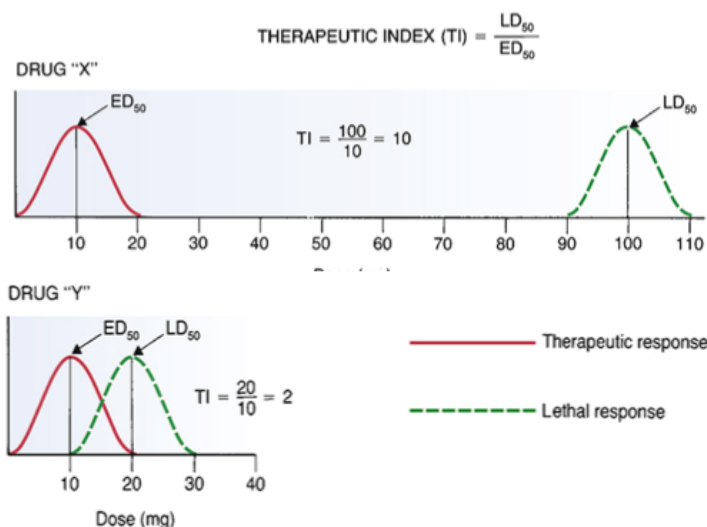 THERAPEUTIC INDEX (TI) = LD50
ED50
DRUG "X"
ED50
LD50
TI = 100 = 10
10
10 20 30 40 50 60 70 80 90 100 110
DRUG "Y"
ED50 LD50
TI = 20 = 2
10
10 20 30 40
Dose (mg)
Therapeutic response
Lethal response